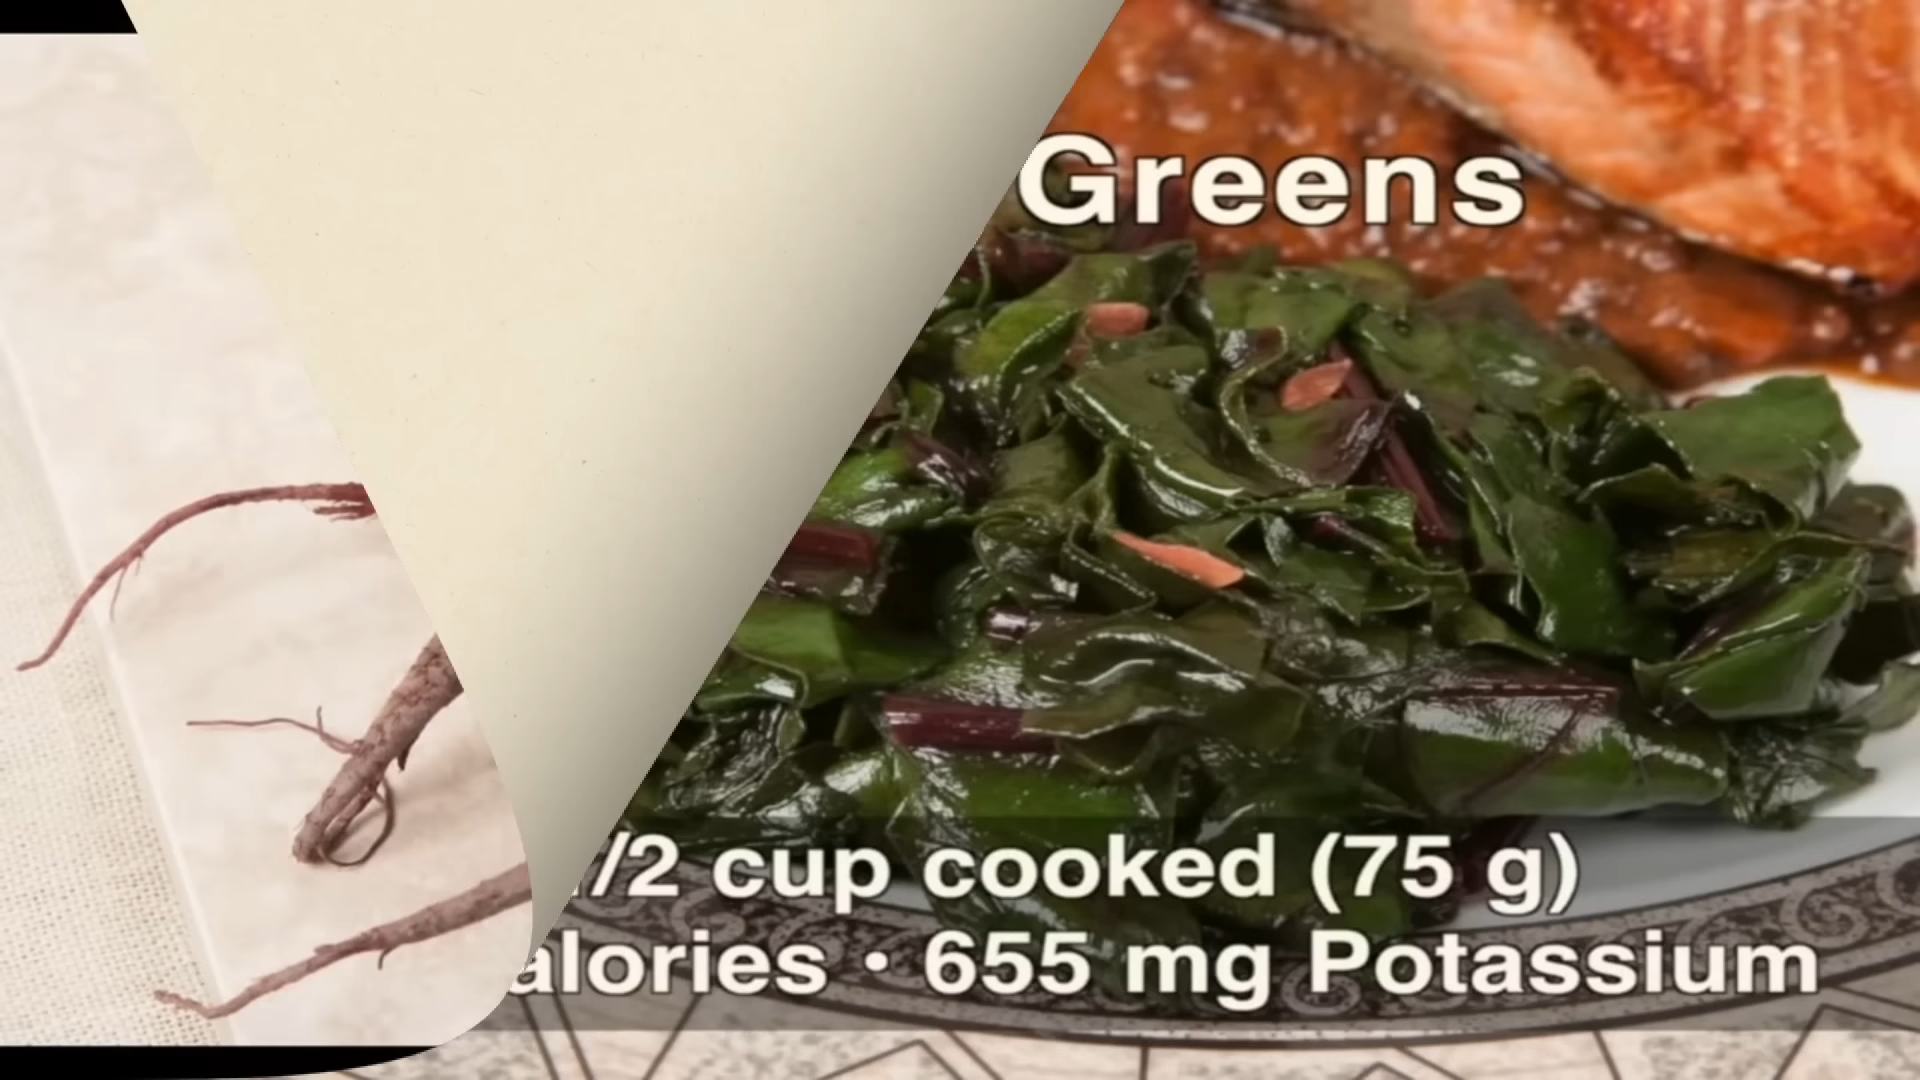 Greens
/2 cup cooked (75 g)
alories • 655 mg Potassium